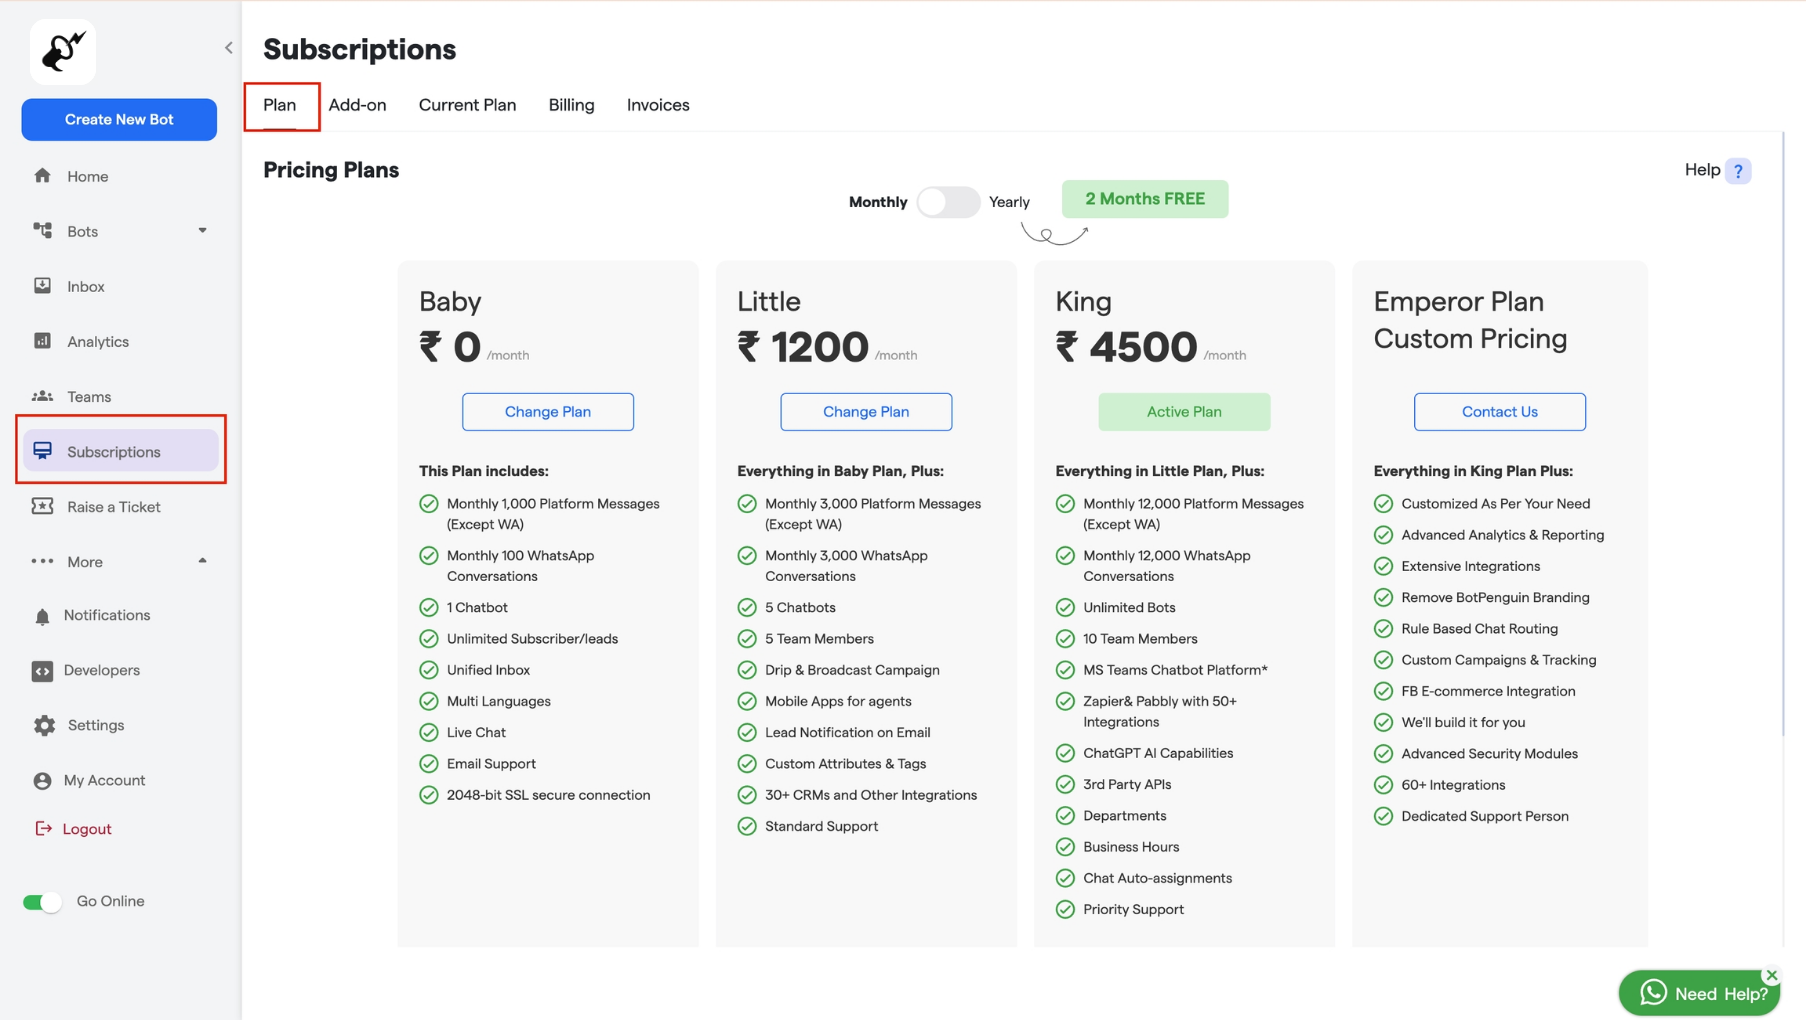 Create New Bot
Home
Bots
Inbox
Analytics
Teams
Subscriptions
Raise a Ticket
More
Notifications
Developers
Settings
My Account
Logout
Go Online
Subscriptions
Plan
Add-on
Current Plan
Billing
Invoices
Pricing Plans
Help ?
Monthly
Yearly
2 Months FREE
Baby
₹ 0 /month
Change Plan
This Plan includes:
Monthly 1,000 Platform Messages
(Except WA)
Monthly 100 WhatsApp
Conversations
1 Chatbot
Unlimited Subscriber/leads
Unified Inbox
Multi Languages
Live Chat
Email Support
2048-bit SSL secure connection
Little
₹ 1200 /month
Change Plan
Everything in Baby Plan, Plus:
Monthly 3,000 Platform Messages
(Except WA)
Monthly 3,000 WhatsApp
Conversations
5 Chatbots
5 Team Members
Drip & Broadcast Campaign
Mobile Apps for agents
Lead Notification on Email
Custom Attributes & Tags
30+ CRMs and Other Integrations
Standard Support
King
₹ 4500 /month
Active Plan
Everything in Little Plan, Plus:
Monthly 12,000 Platform Messages
(Except WA)
Monthly 12,000 WhatsApp
Conversations
Unlimited Bots
10 Team Members
MS Teams Chatbot Platform*
Zapier& Pabbly with 50+
Integrations
ChatGPT AI Capabilities
3rd Party APIs
Departments
Business Hours
Chat Auto-assignments
Priority Support
Emperor Plan
Custom Pricing
Contact Us
Everything in King Plan Plus:
Customized As Per Your Need
Advanced Analytics & Reporting
Extensive Integrations
Remove BotPenguin Branding
Rule Based Chat Routing
Custom Campaigns & Tracking
FB E-commerce Integration
We'll build it for you
Advanced Security Modules
60+ Integrations
Dedicated Support Person
Need Help?